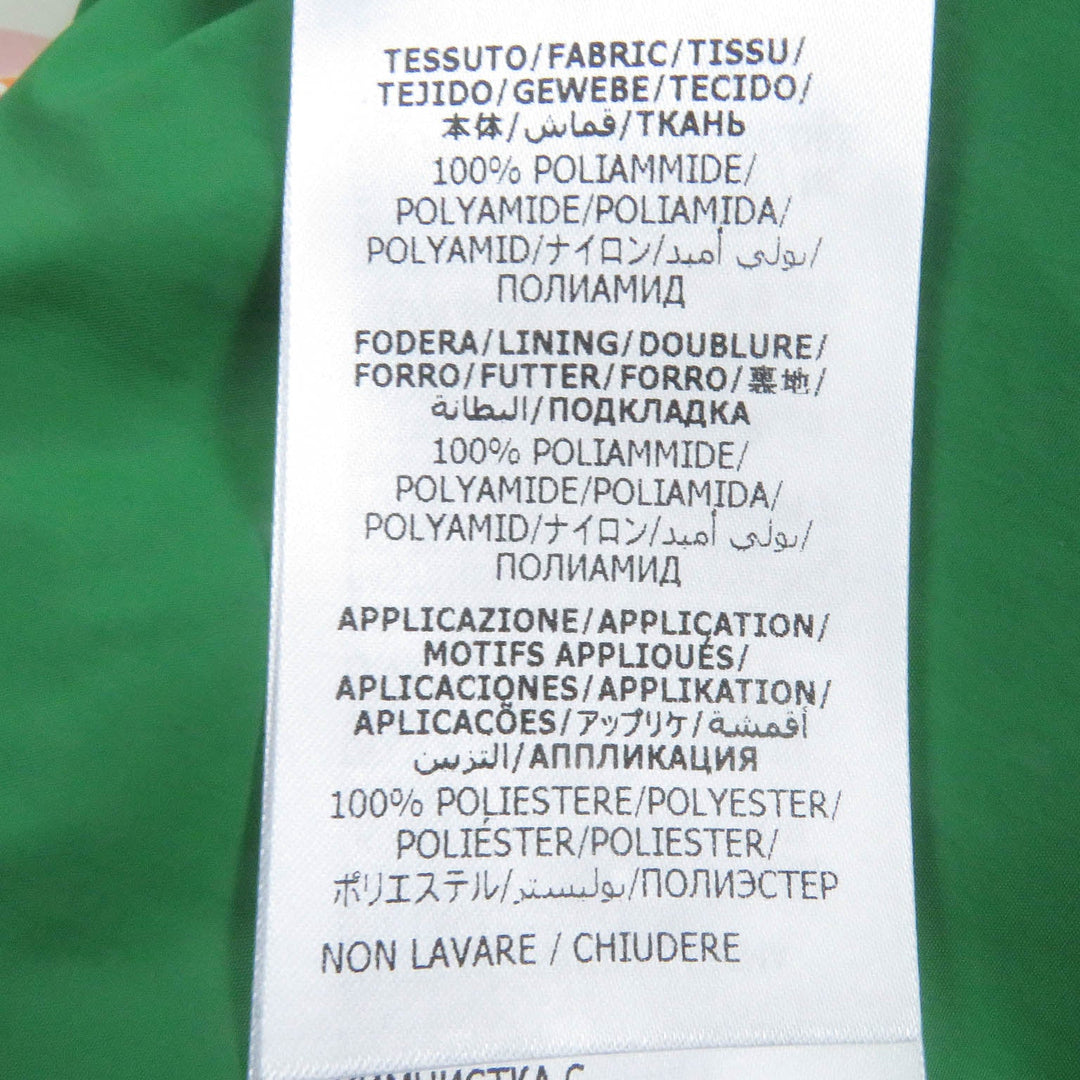 TESSUTO/FABRIC/TISSU/
TEJIDO/GEWEBE/TECIDO/
本体/قماش/ТКАНЬ
100% POLIAMMIDE/
POLYAMIDE/POLIAMIDA/
POLYAMID/ナイロン/بولي أميد/
ПОЛИАМИД
FODERA/LINING/DOUBLURE/
FORRO/FUTTER/FORRO/裏地/
البطانة/ПОДКЛАДКА
100% POLIAMMIDE/
POLYAMIDE/POLIAMIDA/
POLYAMID/ナイロン/بولي أميد/
ПОЛИАМИД
APPLICAZIONE/APPLICATION/
MOTIFS APPLIQUÉS/
APLICACIONES/APPLIKATION/
APLICAÇÕES/アップリケ/أقمشة
التزيين/АППЛИКАЦИЯ
100% POLIESTERE/POLYESTER/
POLIÉSTER/POLIESTER/
ポリエステル/بوليستر/ПОЛИЭСТЕР
NON LAVARE / CHIUDERE